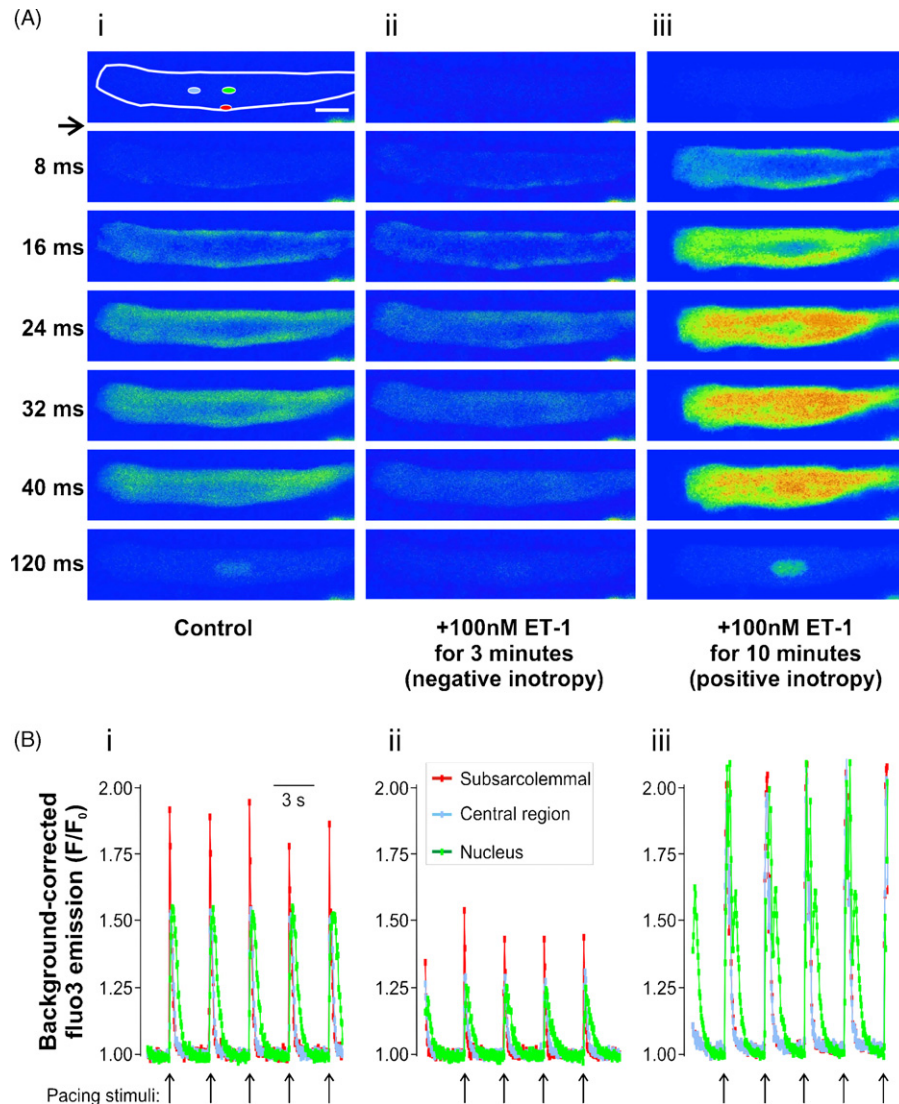 (A)
i
ii
iii
8 ms
16 ms
24 ms
32 ms
40 ms
120 ms
Control
+100nM ET-1
for 3 minutes
(negative inotropy)
+100nM ET-1
for 10 minutes
(positive inotropy)
(B)
i
ii
iii
Background-corrected
fluo3 emission (F/F₀)
2.00
1.75
1.50
1.25
1.00
3 s
2.00
1.75
1.50
1.25
1.00
Subsarcolemmal
Central region
Nucleus
2.00
1.75
1.50
1.25
1.00
Pacing stimuli: